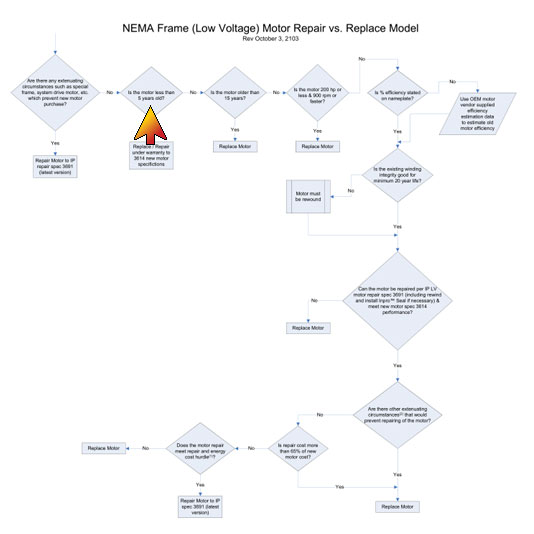 NEMA Frame (Low Voltage) Motor Repair vs. Replace Model
Rev October 3, 2103
Are there any extenuating
circumstances such as special
frame, system drive motor, etc.
which prevent new motor
purchase?
No
Is the motor less than
5 years old?
No
Is the motor older than
15 years?
No
Is the motor 200 hp or
less & 900 rpm or
faster?
No
Is % efficiency stated
on nameplate?
No
Use OEM motor
vendor supplied
efficiency
estimation data
to estimate old
motor efficiency
Yes
Repair Motor to IP
repair spec 3691
(latest version)
Replace / Repair
under warranty to
3614 new motor
specifictions
Yes
Replace Motor
Yes
Replace Motor
Yes
Is the existing winding
integrity good for
minimum 20 year life?
No
Motor must
be rewound
Yes
Can the motor be repaired per IP LV
motor repair spec 3691 (including rewind
and install Inpro™ Seal if necessary) &
meet new motor spec 3614
performance?
No
Replace Motor
Yes
Are there other extenuating
circumstances that would
prevent repairing of the motor?
No
Is repair cost more
than 65% of new
motor cost?
No
Does the motor repair
meet repair and energy
cost hurdle
No
Replace Motor
Yes
Repair Motor to IP
spec 3691 (latest
version)
Yes
Yes
Yes
Replace Motor